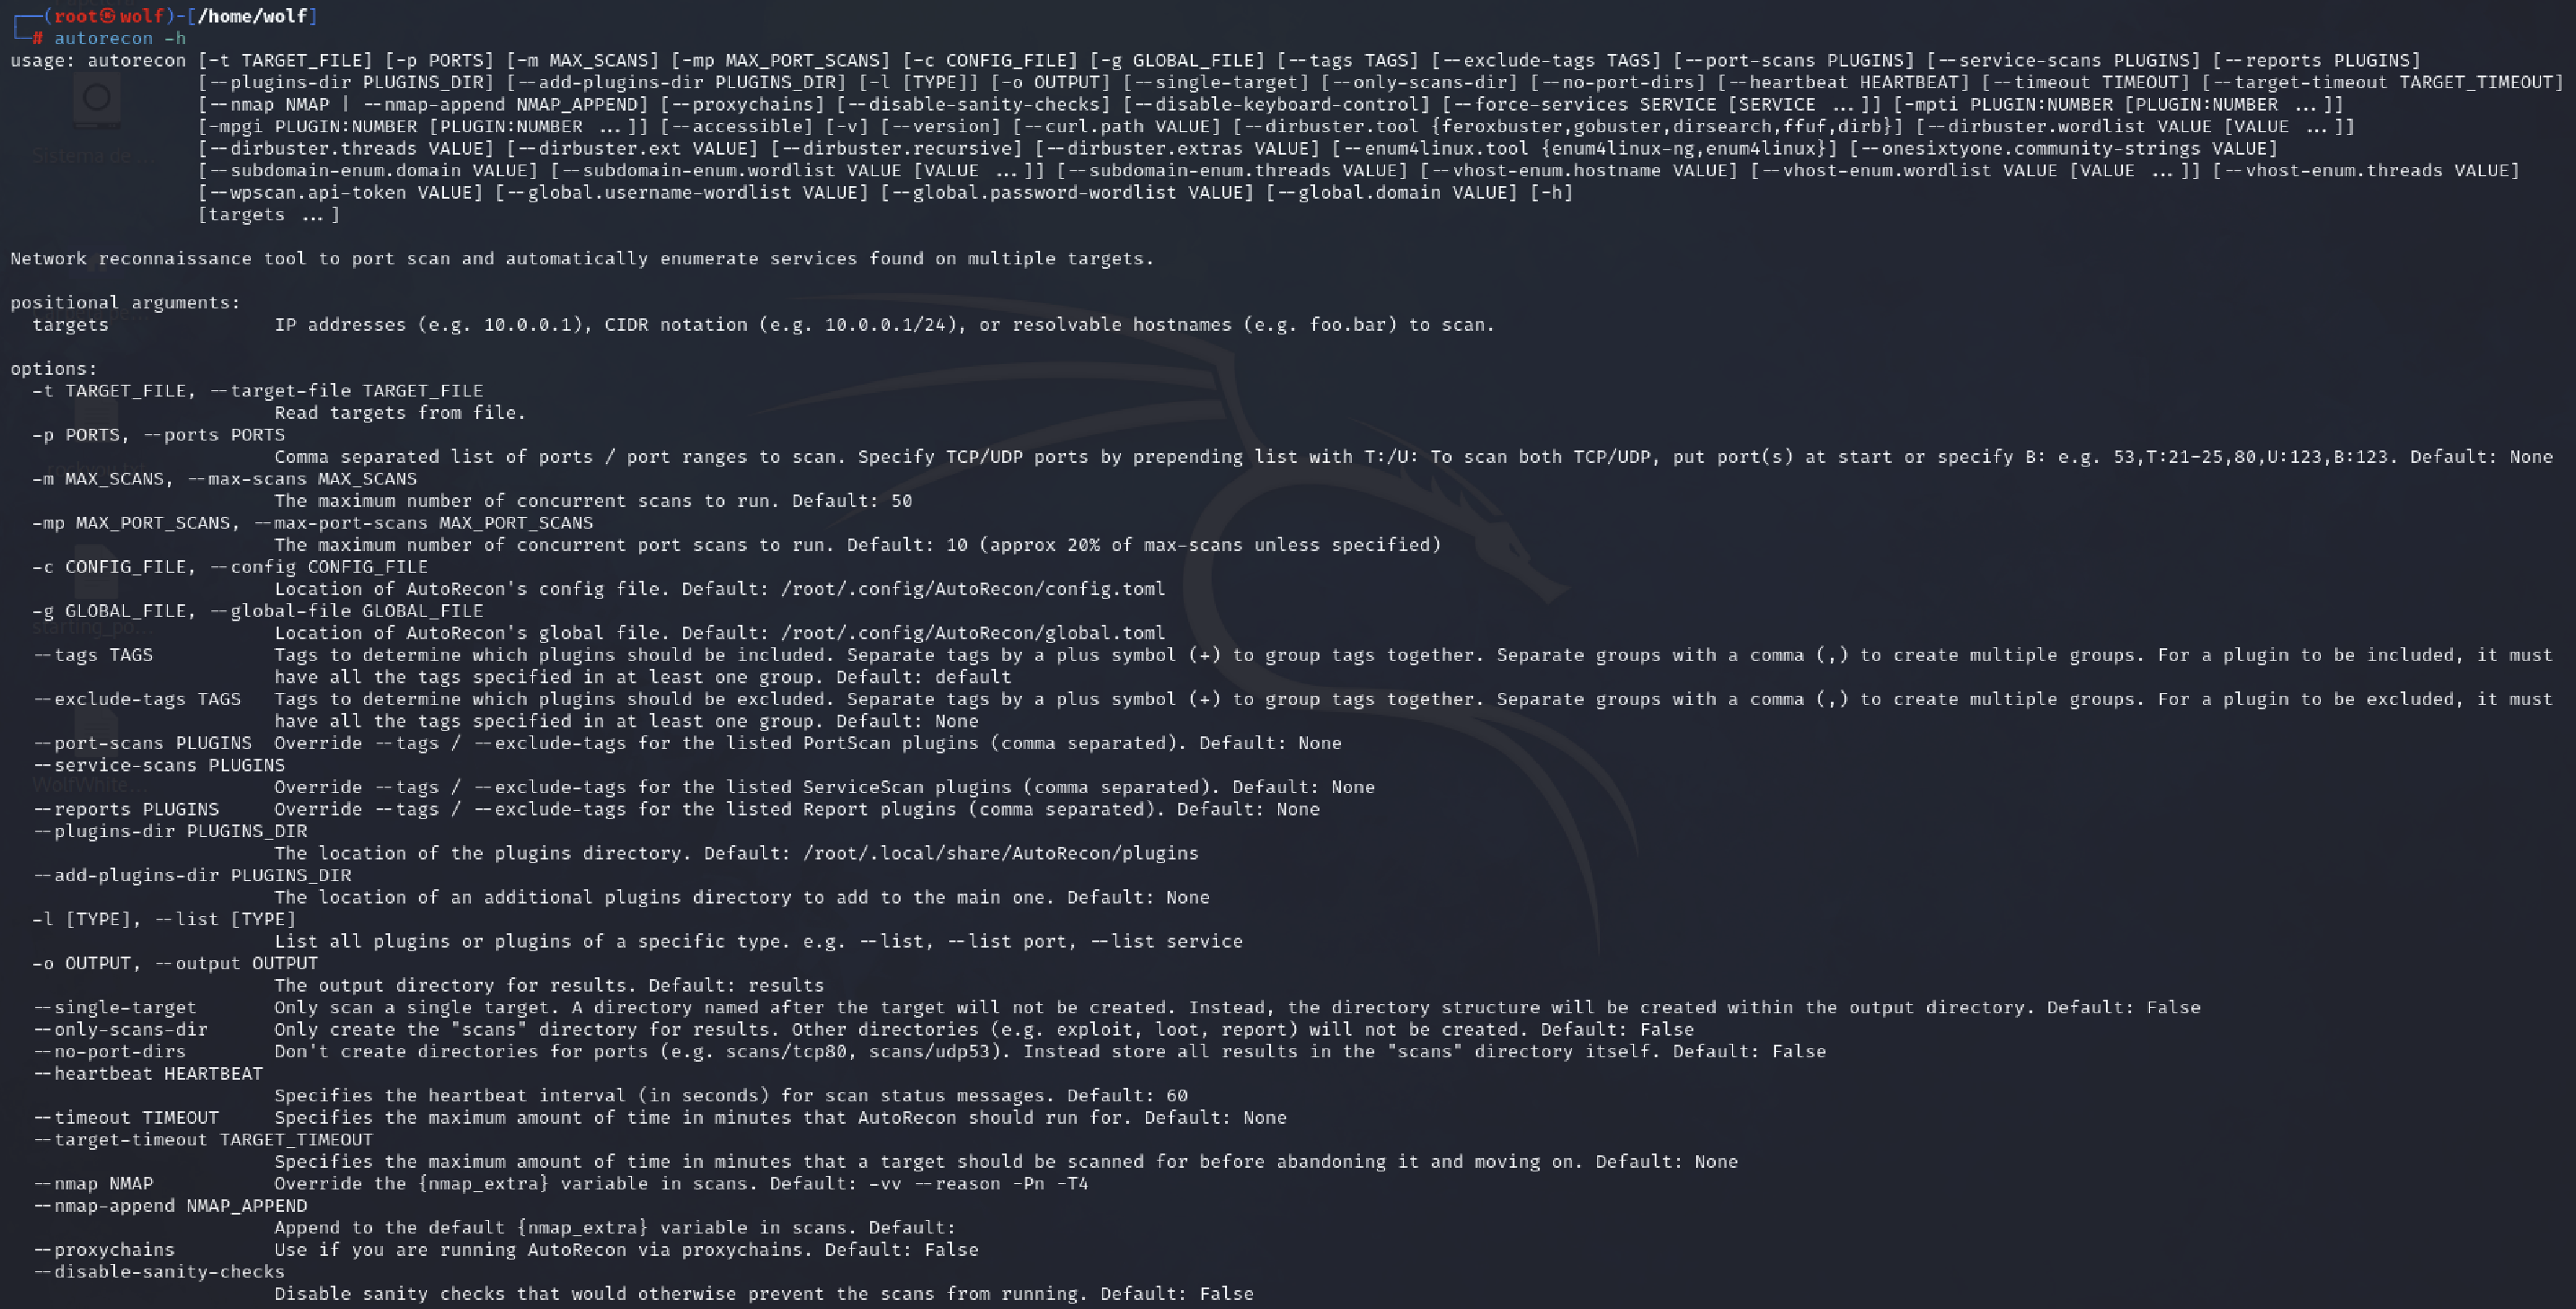 ┌──(root㉿wolf)-[/home/wolf]
└─# autorecon -h
usage: autorecon [-t TARGET_FILE] [-p PORTS] [-m MAX_SCANS] [-mp MAX_PORT_SCANS] [-c CONFIG_FILE] [-g GLOBAL_FILE] [--tags TAGS] [--exclude-tags TAGS] [--port-scans PLUGINS] [--service-scans PLUGINS] [--reports PLUGINS]
[--plugins-dir PLUGINS_DIR] [--add-plugins-dir PLUGINS_DIR] [-l [TYPE]] [-o OUTPUT] [--single-target] [--only-scans-dir] [--no-port-dirs] [--heartbeat HEARTBEAT] [--timeout TIMEOUT] [--target-timeout TARGET_TIMEOUT]
[--nmap NMAP | --nmap-append NMAP_APPEND] [--proxychains] [--disable-sanity-checks] [--disable-keyboard-control] [--force-services SERVICE [SERVICE ...]] [-mpti PLUGIN:NUMBER [PLUGIN:NUMBER ...]]
[-mpgi PLUGIN:NUMBER [PLUGIN:NUMBER ...]] [--accessible] [-v] [--version] [--curl.path VALUE] [--dirbuster.tool {feroxbuster,gobuster,dirsearch,ffuf,dirb}] [--dirbuster.wordlist VALUE [VALUE ...]]
[--dirbuster.threads VALUE] [--dirbuster.ext VALUE] [--dirbuster.recursive] [--dirbuster.extras VALUE] [--enum4linux.tool {enum4linux-ng,enum4linux}] [--onesixtyone.community-strings VALUE]
[--subdomain-enum.domain VALUE] [--subdomain-enum.wordlist VALUE [VALUE ...]] [--subdomain-enum.threads VALUE] [--vhost-enum.hostname VALUE] [--vhost-enum.wordlist VALUE [VALUE ...]] [--vhost-enum.threads VALUE]
[--wpscan.api-token VALUE] [--global.username-wordlist VALUE] [--global.password-wordlist VALUE] [--global.domain VALUE] [-h]
[targets ...]
Network reconnaissance tool to port scan and automatically enumerate services found on multiple targets.
positional arguments:
targets IP addresses (e.g. 10.0.0.1), CIDR notation (e.g. 10.0.0.1/24), or resolvable hostnames (e.g. foo.bar) to scan.
options:
-t TARGET_FILE, --target-file TARGET_FILE
Read targets from file.
-p PORTS, --ports PORTS
Comma separated list of ports / port ranges to scan. Specify TCP/UDP ports by prepending list with T:/U: To scan both TCP/UDP, put port(s) at start or specify B: e.g. 53,T:21-25,80,U:123,B:123. Default: None
-m MAX_SCANS, --max-scans MAX_SCANS
The maximum number of concurrent scans to run. Default: 50
-mp MAX_PORT_SCANS, --max-port-scans MAX_PORT_SCANS
The maximum number of concurrent port scans to run. Default: 10 (approx 20% of max-scans unless specified)
-c CONFIG_FILE, --config CONFIG_FILE
Location of AutoRecon's config file. Default: /root/.config/AutoRecon/config.toml
-g GLOBAL_FILE, --global-file GLOBAL_FILE
Location of AutoRecon's global file. Default: /root/.config/AutoRecon/global.toml
--tags TAGS Tags to determine which plugins should be included. Separate tags by a plus symbol (+) to group tags together. Separate groups with a comma (,) to create multiple groups. For a plugin to be included, it must
have all the tags specified in at least one group. Default: default
--exclude-tags TAGS Tags to determine which plugins should be excluded. Separate tags by a plus symbol (+) to group tags together. Separate groups with a comma (,) to create multiple groups. For a plugin to be excluded, it must
have all the tags specified in at least one group. Default: None
--port-scans PLUGINS Override --tags / --exclude-tags for the listed PortScan plugins (comma separated). Default: None
--service-scans PLUGINS
Override --tags / --exclude-tags for the listed ServiceScan plugins (comma separated). Default: None
--reports PLUGINS Override --tags / --exclude-tags for the listed Report plugins (comma separated). Default: None
--plugins-dir PLUGINS_DIR
The location of the plugins directory. Default: /root/.local/share/AutoRecon/plugins
--add-plugins-dir PLUGINS_DIR
The location of an additional plugins directory to add to the main one. Default: None
-l [TYPE], --list [TYPE]
List all plugins or plugins of a specific type. e.g. --list, --list port, --list service
-o OUTPUT, --output OUTPUT
The output directory for results. Default: results
--single-target Only scan a single target. A directory named after the target will not be created. Instead, the directory structure will be created within the output directory. Default: False
--only-scans-dir Only create the "scans" directory for results. Other directories (e.g. exploit, loot, report) will not be created. Default: False
--no-port-dirs Don't create directories for ports (e.g. scans/tcp80, scans/udp53). Instead store all results in the "scans" directory itself. Default: False
--heartbeat HEARTBEAT
Specifies the heartbeat interval (in seconds) for scan status messages. Default: 60
--timeout TIMEOUT Specifies the maximum amount of time in minutes that AutoRecon should run for. Default: None
--target-timeout TARGET_TIMEOUT
Specifies the maximum amount of time in minutes that a target should be scanned for before abandoning it and moving on. Default: None
--nmap NMAP Override the {nmap_extra} variable in scans. Default: -vv --reason -Pn -T4
--nmap-append NMAP_APPEND
Append to the default {nmap_extra} variable in scans. Default:
--proxychains Use if you are running AutoRecon via proxychains. Default: False
--disable-sanity-checks
Disable sanity checks that would otherwise prevent the scans from running. Default: False
Sistema de ...
starting_po...
WolfWhite...